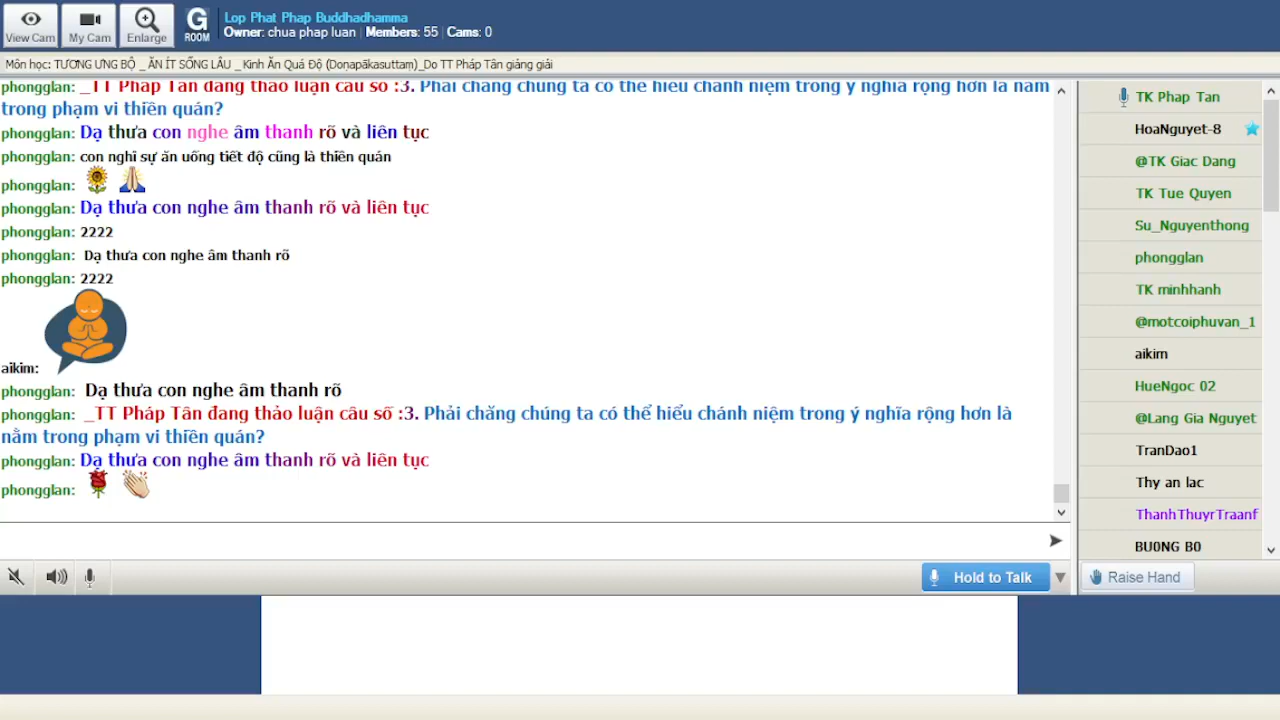 View Cam
My Cam
Enlarge
G ROOM
Lop Phat Phap Buddhadhamma
Owner: chua phap luan | Members: 55 | Cams: 0
Môn học: TƯƠNG ƯNG BỘ _ ĂN ÍT SỐNG LÂU _ Kinh Ăn Quá Độ (Doṇapākasuttaṃ)_Do TT Pháp Tân giảng giải
phongglan: _TT Pháp Tân đang thảo luận câu số :3. Phải chăng chúng ta có thể hiểu chánh niệm trong ý nghĩa rộng hơn là nằm
trong phạm vi thiền quán?
phongglan: Dạ thưa con nghe âm thanh rõ và liên tục
phongglan: con nghĩ sự ăn uống tiết độ cũng là thiền quán
phongglan:
phongglan: Dạ thưa con nghe âm thanh rõ và liên tục
phongglan: 2222
phongglan: Dạ thưa con nghe âm thanh rõ
phongglan: 2222
aikim:
phongglan: Dạ thưa con nghe âm thanh rõ
phongglan: _TT Pháp Tân đang thảo luận câu số :3. Phải chăng chúng ta có thể hiểu chánh niệm trong ý nghĩa rộng hơn là
nằm trong phạm vi thiền quán?
phongglan: Dạ thưa con nghe âm thanh rõ và liên tục
phongglan:
TK Phap Tan
HoaNguyet-8
@TK Giac Dang
TK Tue Quyen
Su_Nguyenthong
phongglan
TK minhhanh
@motcoiphuvan_1
aikim
HueNgoc 02
@Lang Gia Nguyet
TranDao1
Thy an lac
ThanhThuyrTraanf
BU0NG B0
Hold to Talk
Raise Hand